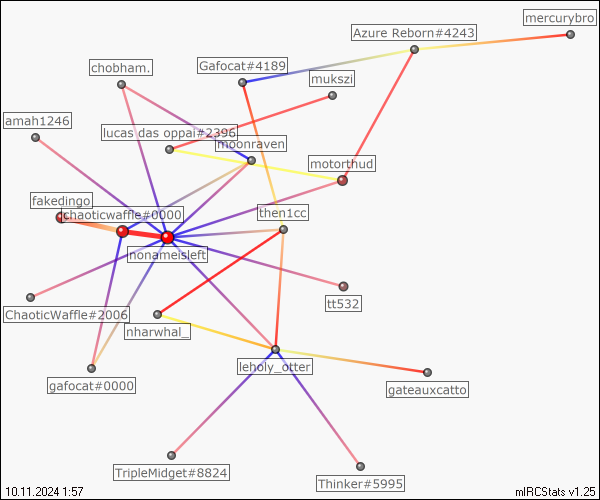 mercurybro
Azure Reborn#4243
Gafocat#4189
chobham.
mukszi
amah1246
lucas das oppai#2396
moonraven
motorthud
fakedingo
chaoticwaffle#0000
then1cc
nonameisleft
tt532
ChaoticWaffle#2006
nharwhal_
leholy_otter
gafocat#0000
gateauxcatto
TripleMidget#8824
Thinker#5995
10.11.2024 1:57
mIRCStats v1.25